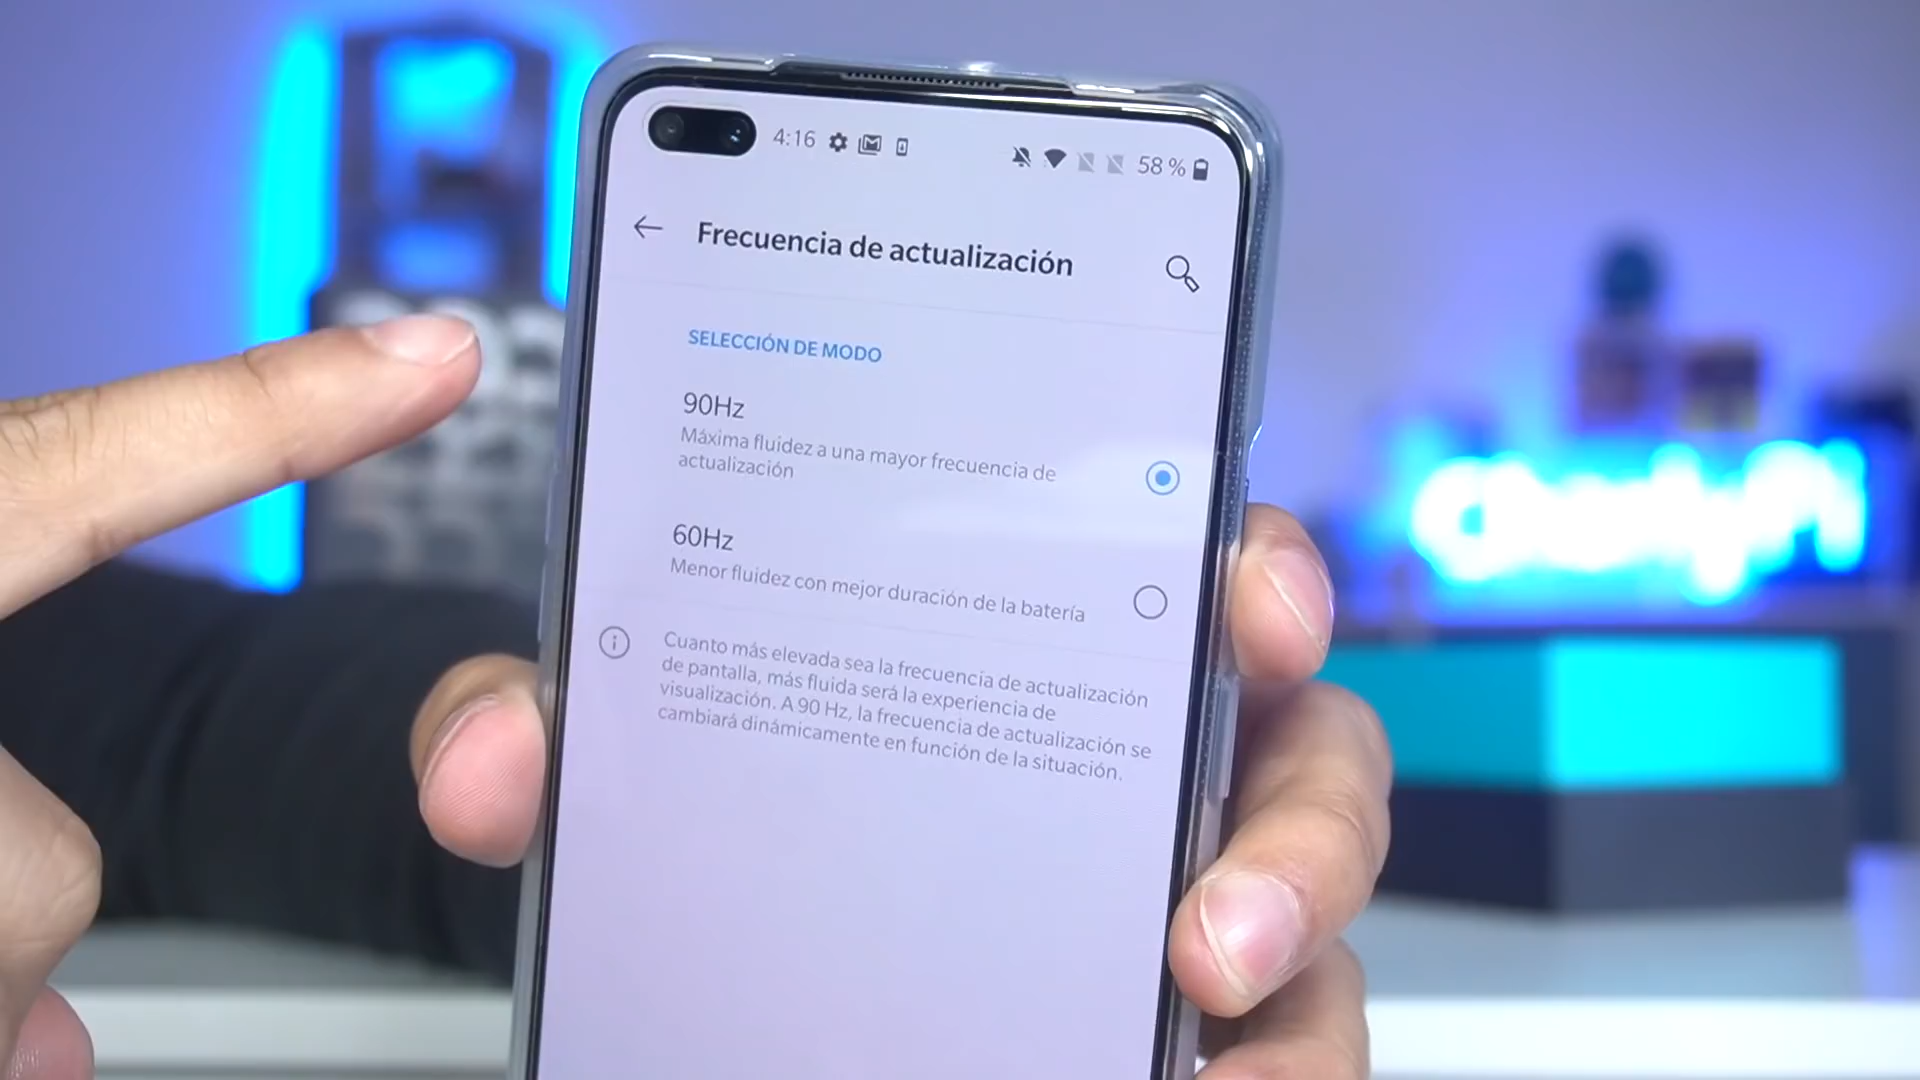 4:16 58 %
Frecuencia de actualización
SELECCIÓN DE MODO
90Hz
Máxima fluidez a una mayor frecuencia de
actualización
60Hz
Menor fluidez con mejor duración de la batería
Cuanto más elevada sea la frecuencia de actualización
de pantalla, más fluida será la experiencia de
visualización. A 90 Hz, la frecuencia de actualización se
cambiará dinámicamente en función de la situación.